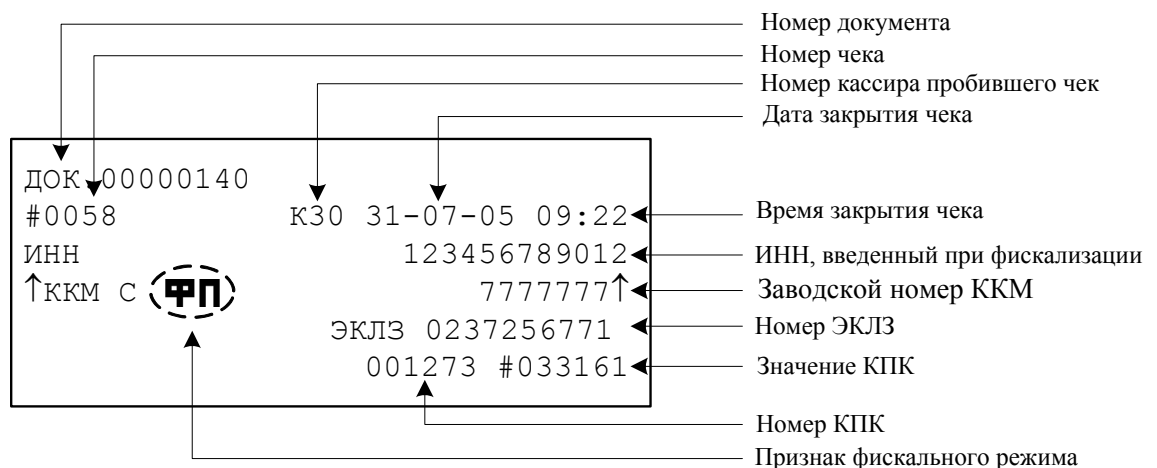 Номер документа
Номер чека
Номер кассира пробившего чек
Дата закрытия чека
ДОК.00000140
#0058 К30 31-07-05 09:22
Время закрытия чека
ИНН 123456789012
ИНН, введенный при фискализации
↑ККМ С ФП 7777777↑
Заводской номер ККМ
ЭКЛЗ 0237256771
Номер ЭКЛЗ
001273 #033161
Значение КПК
Номер КПК
Признак фискального режима